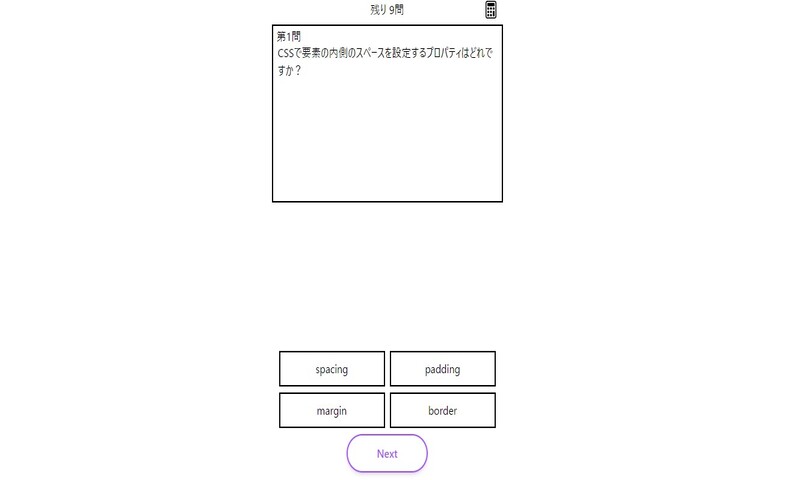 残り9問
第1問
CSSで要素の内側のスペースを設定するプロパティはどれで
すか？
spacing
padding
margin
border
Next